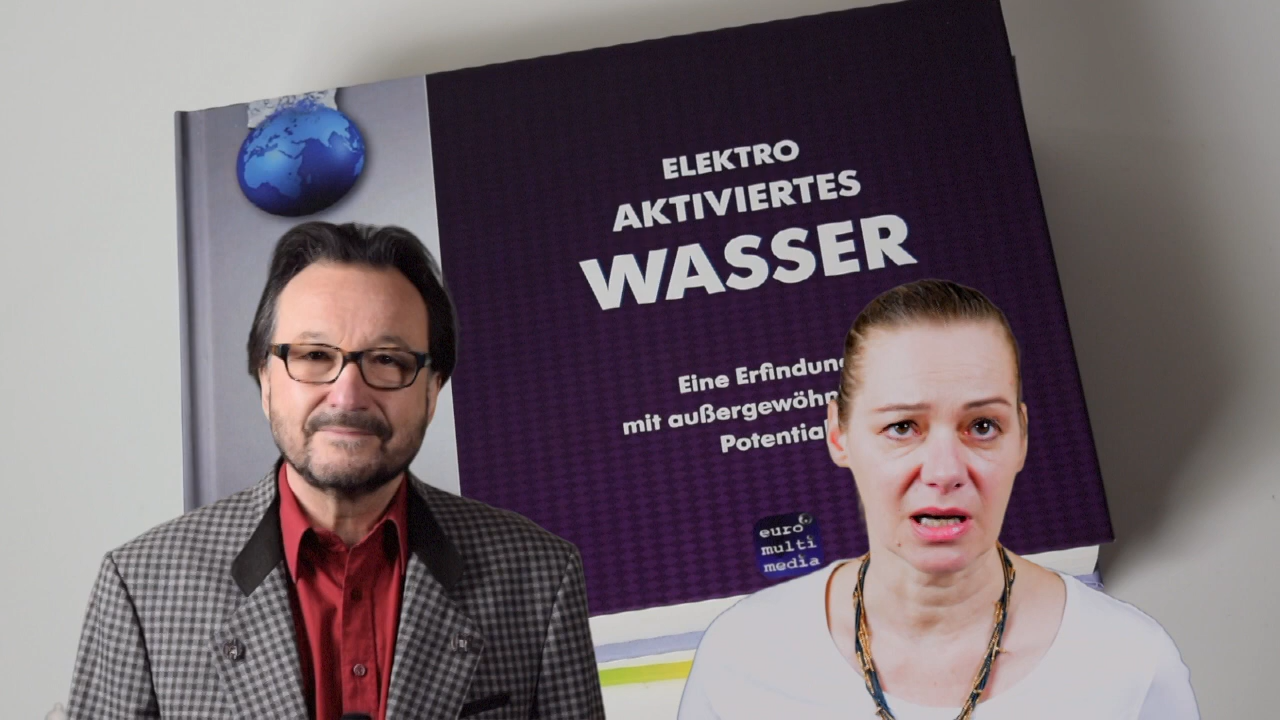 ELEKTRO
AKTIVIERTES
WASSER
Eine Erfindung
mit außergewöhn
Potential
euro
multi
media